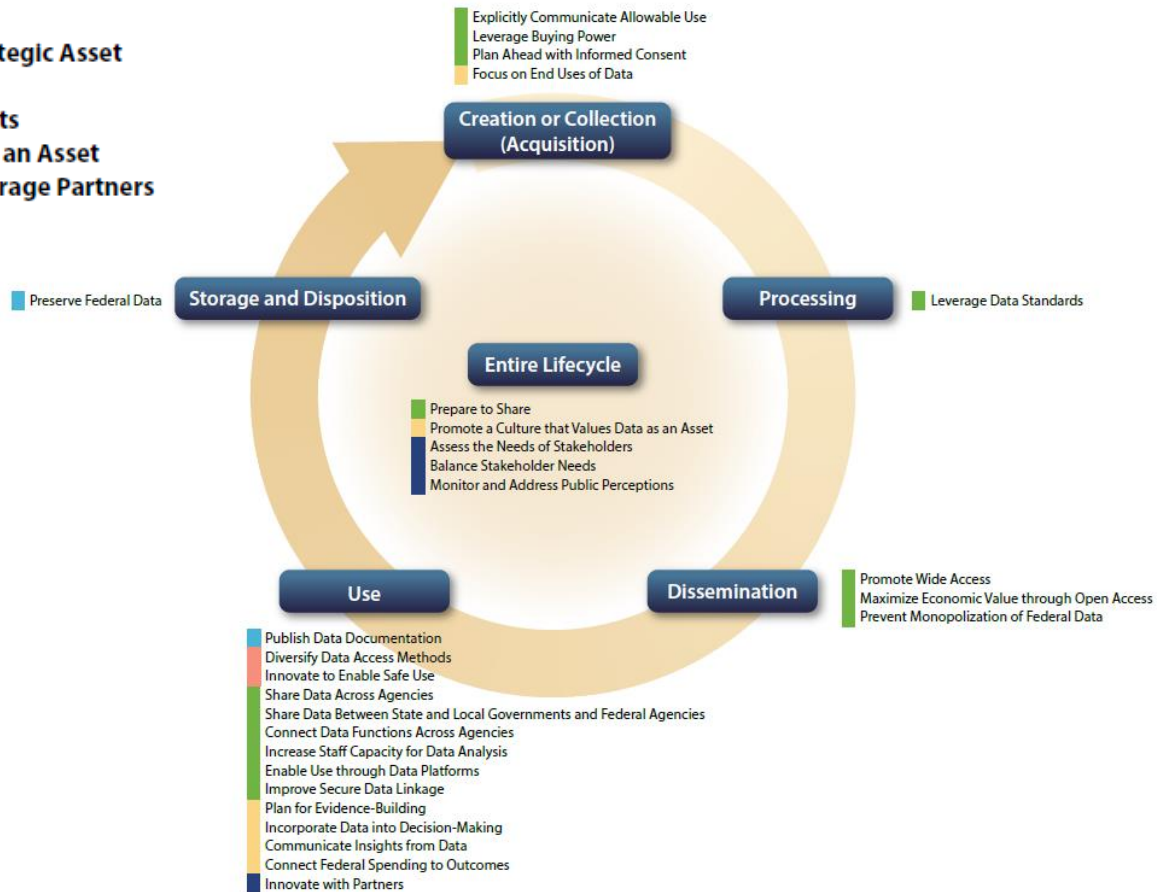 tegic Asset
ts
an Asset
rage Partners
Explicitly Communicate Allowable Use
Leverage Buying Power
Plan Ahead with Informed Consent
Focus on End Uses of Data
Creation or Collection
(Acquisition)
Preserve Federal Data
Storage and Disposition
Processing
Leverage Data Standards
Entire Lifecycle
Prepare to Share
Promote a Culture that Values Data as an Asset
Assess the Needs of Stakeholders
Balance Stakeholder Needs
Monitor and Address Public Perceptions
Use
Dissemination
Promote Wide Access
Maximize Economic Value through Open Access
Prevent Monopolization of Federal Data
Publish Data Documentation
Diversify Data Access Methods
Innovate to Enable Safe Use
Share Data Across Agencies
Share Data Between State and Local Governments and Federal Agencies
Connect Data Functions Across Agencies
Increase Staff Capacity for Data Analysis
Enable Use through Data Platforms
Improve Secure Data Linkage
Plan for Evidence-Building
Incorporate Data into Decision-Making
Communicate Insights from Data
Connect Federal Spending to Outcomes
Innovate with Partners